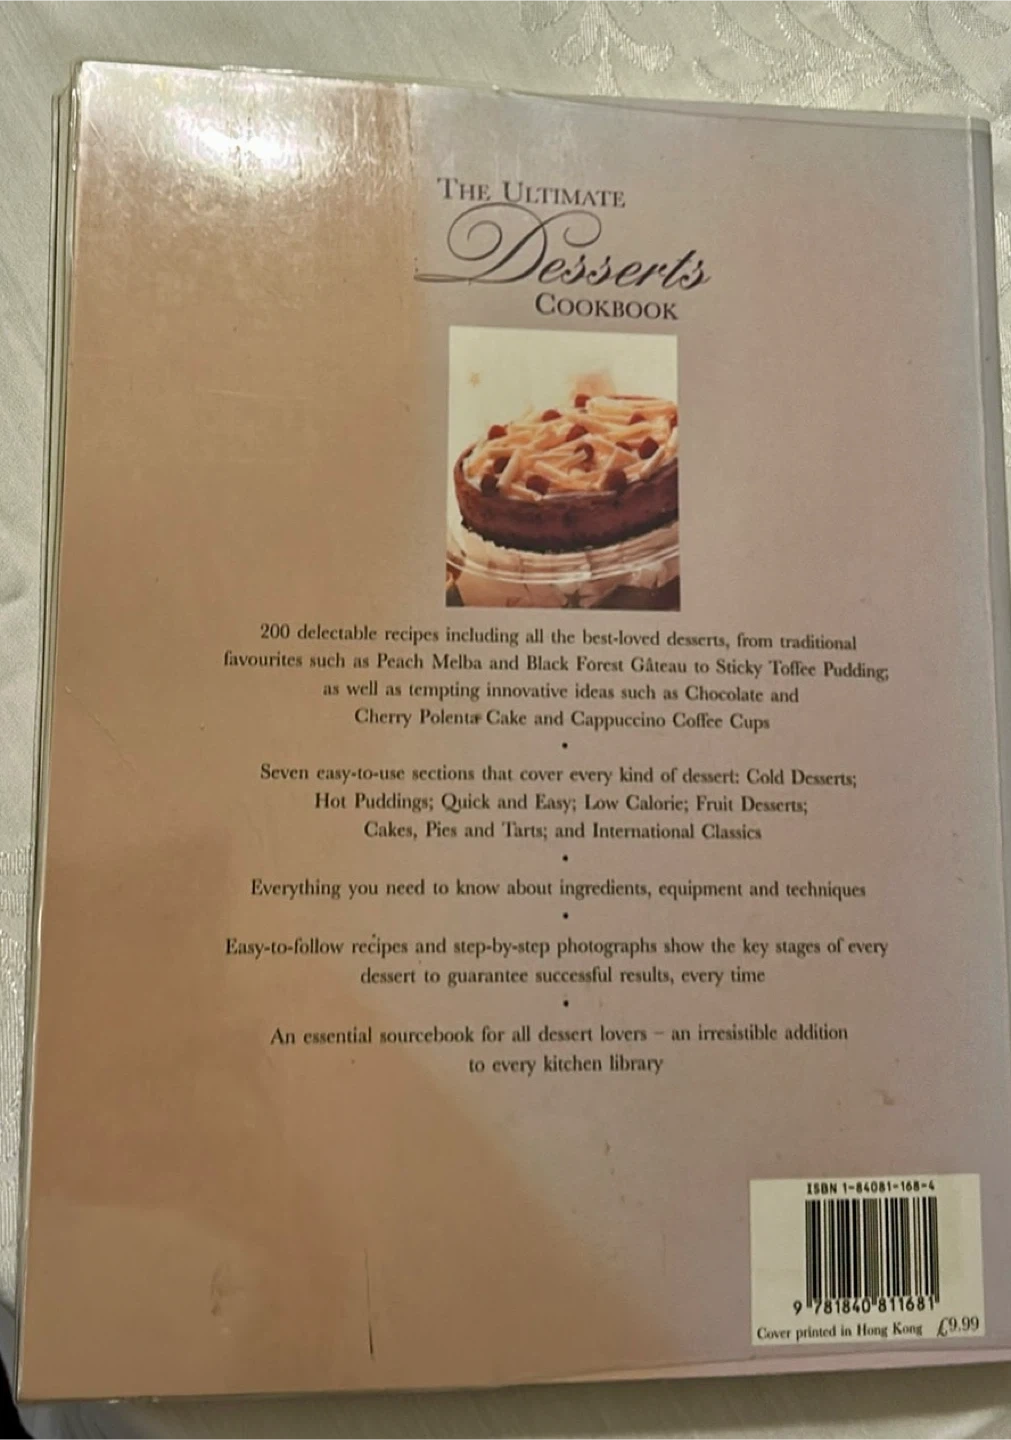 THE ULTIMATE
Desserts
COOKBOOK
200 delectable recipes including all the best-loved desserts, from traditional
favourites such as Peach Melba and Black Forest Gâteau to Sticky Toffee Pudding;
as well as tempting innovative ideas such as Chocolate and
Cherry Polenta Cake and Cappuccino Coffee Cups
•
Seven easy-to-use sections that cover every kind of dessert: Cold Desserts;
Hot Puddings; Quick and Easy; Low Calorie; Fruit Desserts;
Cakes, Pies and Tarts; and International Classics
•
Everything you need to know about ingredients, equipment and techniques
•
Easy-to-follow recipes and step-by-step photographs show the key stages of every
dessert to guarantee successful results, every time
•
An essential sourcebook for all dessert lovers – an irresistible addition
to every kitchen library
ISBN 1-84081-168-4
9 781840 811681
Cover printed in Hong Kong £9.99